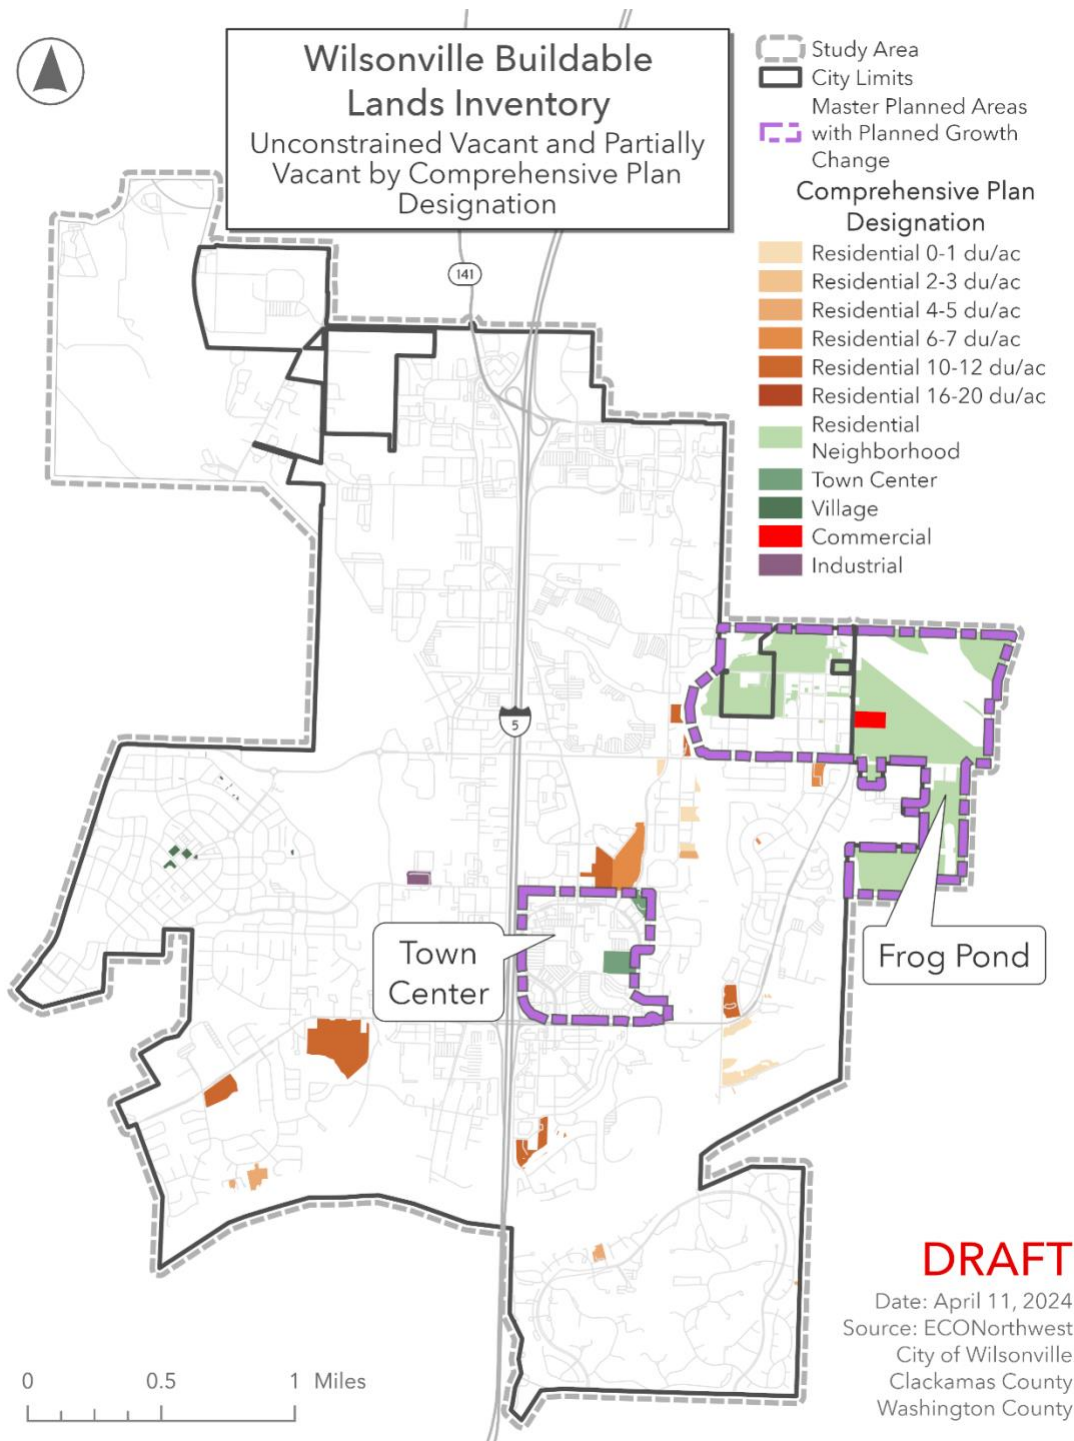 Wilsonville Buildable
Lands Inventory
Unconstrained Vacant and Partially
Vacant by Comprehensive Plan
Designation
Study Area
City Limits
Master Planned Areas
with Planned Growth
Change
Comprehensive Plan
Designation
Residential 0-1 du/ac
Residential 2-3 du/ac
Residential 4-5 du/ac
Residential 6-7 du/ac
Residential 10-12 du/ac
Residential 16-20 du/ac
Residential
Neighborhood
Town Center
Village
Commercial
Industrial
141
5
Town
Center
Frog Pond
DRAFT
Date: April 11, 2024
Source: ECONorthwest
City of Wilsonville
Clackamas County
Washington County
0 0.5 1 Miles